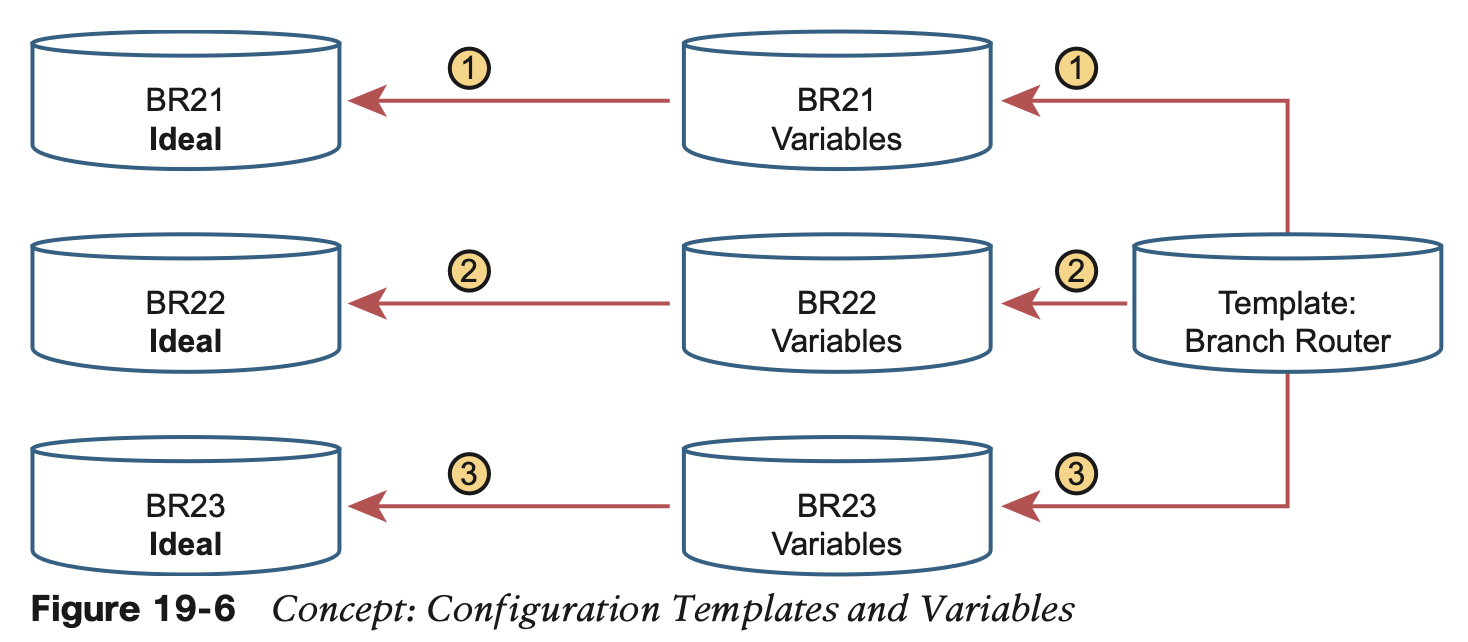 1
1
BR21
Ideal
BR21
Variables
2
2
BR22
Ideal
BR22
Variables
Template:
Branch Router
3
3
BR23
Ideal
BR23
Variables
Figure 19-6 Concept: Configuration Templates and Variables